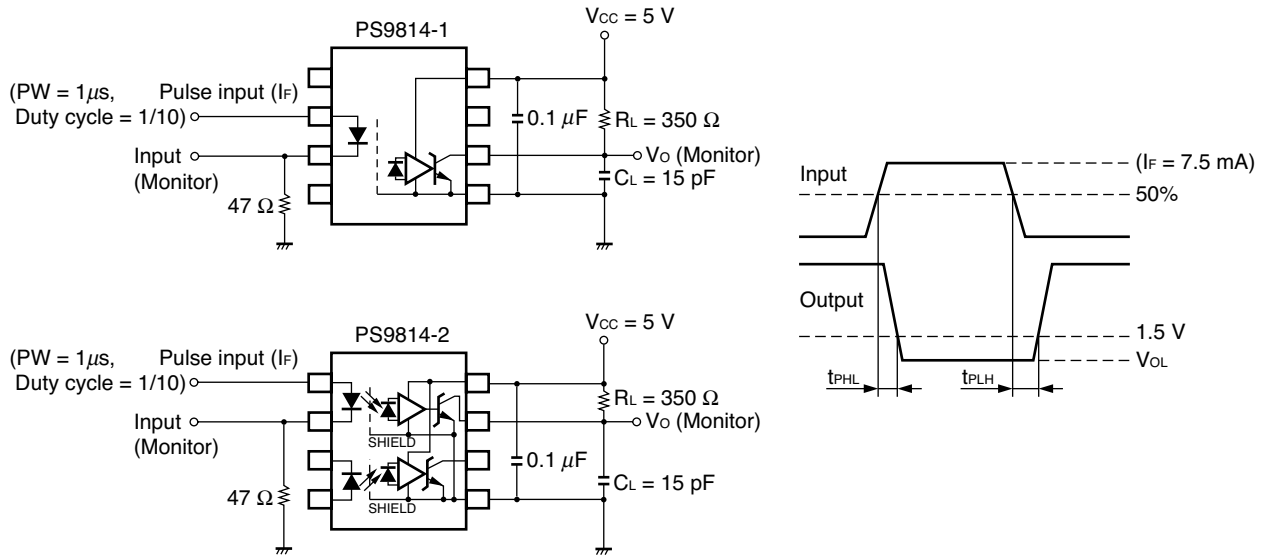 PS9814-1
VCC = 5 V
(PW = 1μs, Pulse input (IF)
Duty cycle = 1/10)
Input
(Monitor)
47 Ω
0.1 μF
RL = 350 Ω
VO (Monitor)
CL = 15 pF
PS9814-2
VCC = 5 V
(PW = 1μs, Pulse input (IF)
Duty cycle = 1/10)
Input
(Monitor)
47 Ω
SHIELD
SHIELD
RL = 350 Ω
VO (Monitor)
0.1 μF
CL = 15 pF
Input
(IF = 7.5 mA)
50%
Output
1.5 V
VOL
tPHL
tPLH